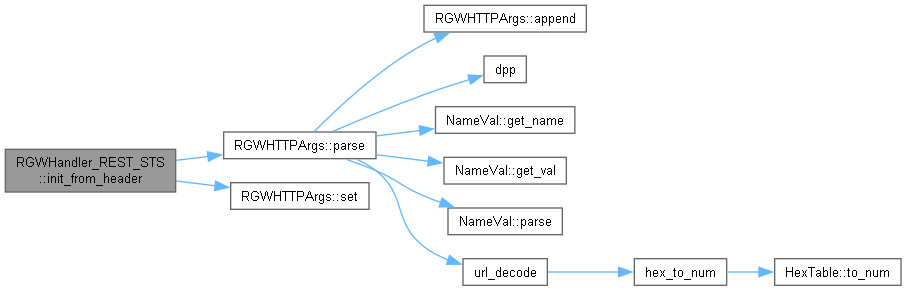 RGWHandler_REST_STS
::init_from_header
RGWHTTPArgs::parse
RGWHTTPArgs::set
RGWHTTPArgs::append
dpp
NameVal::get_name
NameVal::get_val
NameVal::parse
url_decode
hex_to_num
HexTable::to_num